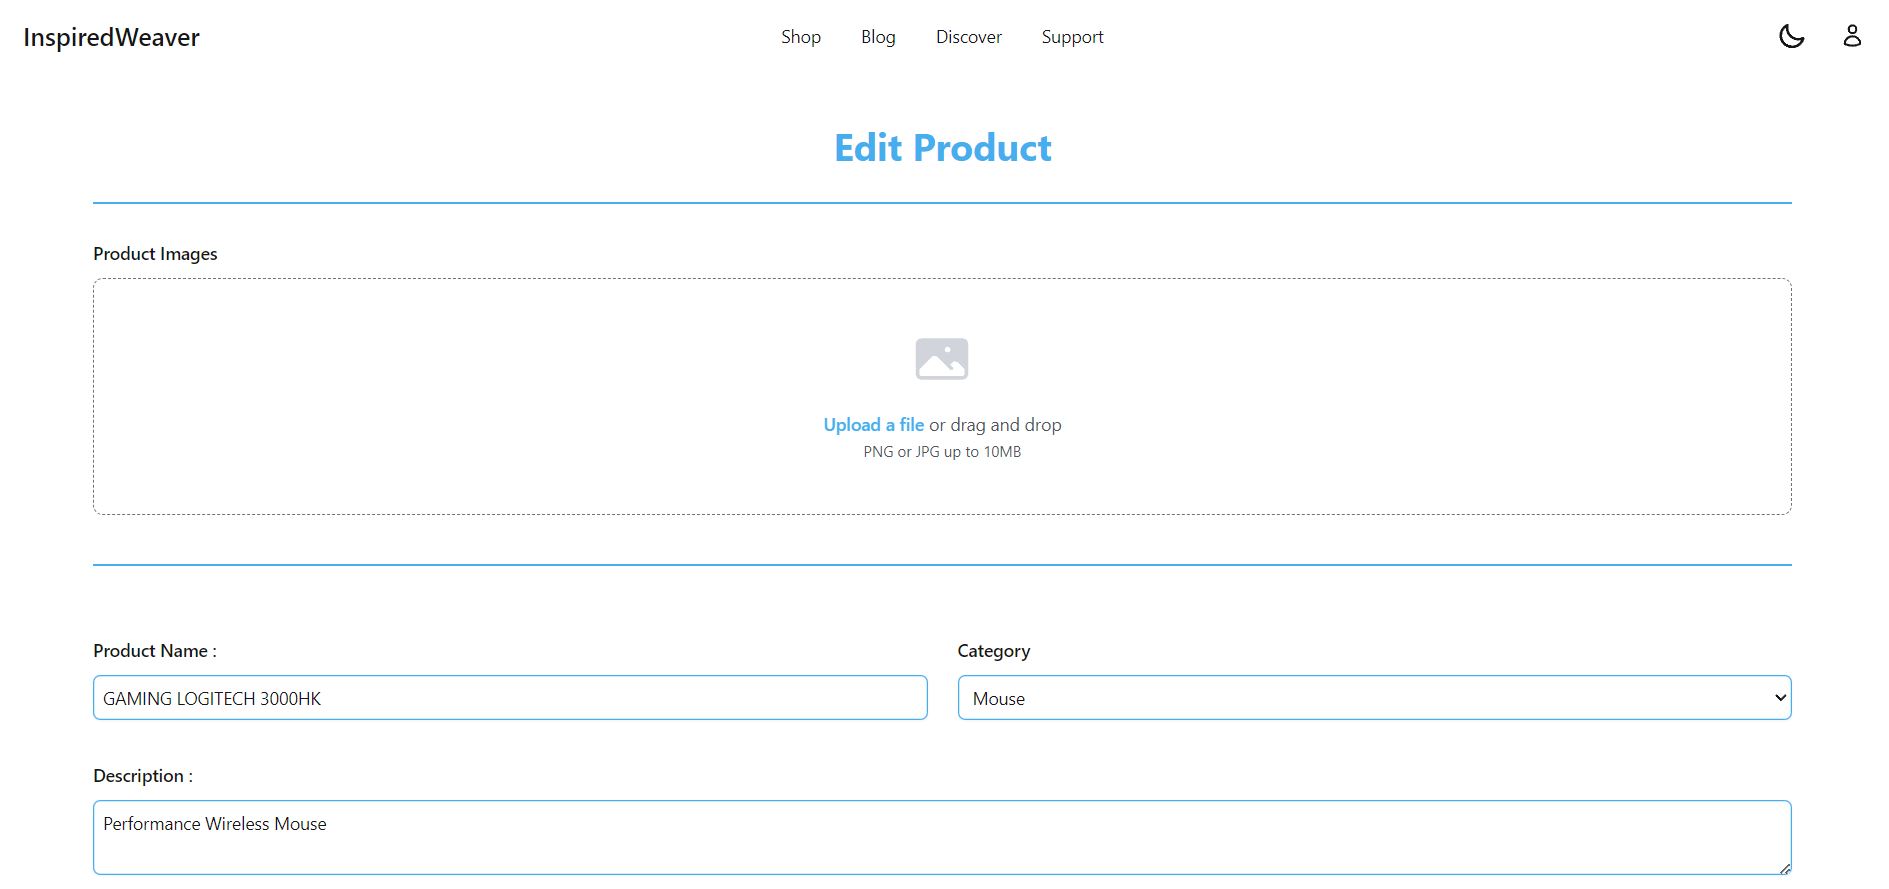 InspiredWeaver Shop Blog Discover Support
Edit Product
Product Images
Upload a file or drag and drop
PNG or JPG up to 10MB
Product Name : Category
GAMING LOGITECH 3000HK Mouse
Description :
Performance Wireless Mouse